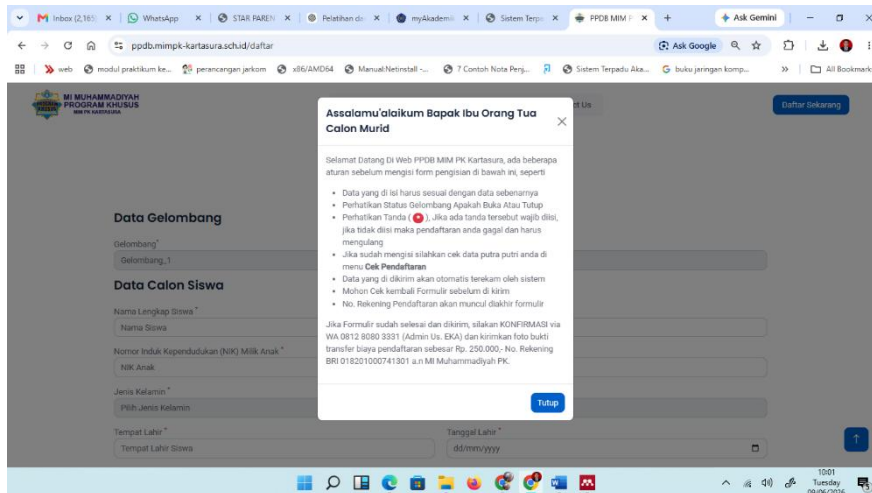 Inbox (2,165)
WhatsApp
STAR PAREN
Pelatihan de
myAkademik
Sistem Terpa
PPDB MIM P
Ask Gemini
ppdb.mimpk-kartasura.sch.id/daftar
Ask Google
web
modul praktikum ke...
perancangan jarkom
x86/AMD64
Manual:Netinstall -...
7 Contoh Nota Penj...
Sistem Terpadu Aka...
buku jaringan komp...
All Bookmark
MI MUHAMMADIYAH
PROGRAM KHUSUS
MIM PK KARTASURA
ct Us
Daftar Sekarang
Assalamu'alaikum Bapak Ibu Orang Tua
Calon Murid
Selamat Datang Di Web PPDB MIM PK Kartasura, ada beberapa
aturan sebelum mengisi form pengisian di bawah ini, seperti
• Data yang di isi harus sesuai dengan data sebenarnya
• Perhatikan Status Gelombang Apakah Buka Atau Tutup
• Perhatikan Tanda ( * ), Jika ada tanda tersebut wajib diisi,
jika tidak diisi maka pendaftaran anda gagal dan harus
mengulang
• Jika sudah mengisi silahkan cek data putra putri anda di
menu Cek Pendaftaran
• Data yang di dikirim akan otomatis terekam oleh sistem
• Mohon Cek kembali Formulir sebelum di kirim
• No. Rekening Pendaftaran akan muncul diakhir formulir
Jika Formulir sudah selesai dan dikirim, silakan KONFIRMASI via
WA 0812 8080 3331 (Admin Us. EKA) dan kirimkan foto bukti
transfer biaya pendaftaran sebesar Rp. 250.000,- No. Rekening
BRI 018201000741301 a.n MI Muhammadiyah PK.
Tutup
Data Gelombang
Gelombang*
Gelombang_1
Data Calon Siswa
Nama Lengkap Siswa *
Nama Siswa
Nomor Induk Kependudukan (NIK) Milik Anak *
NIK Anak
Jenis Kelamin *
Pilih Jenis Kelamin
Tempat Lahir *
Tempat Lahir Siswa
Tanggal Lahir *
dd/mm/yyyy
10:01
Tuesday
09/06/2026